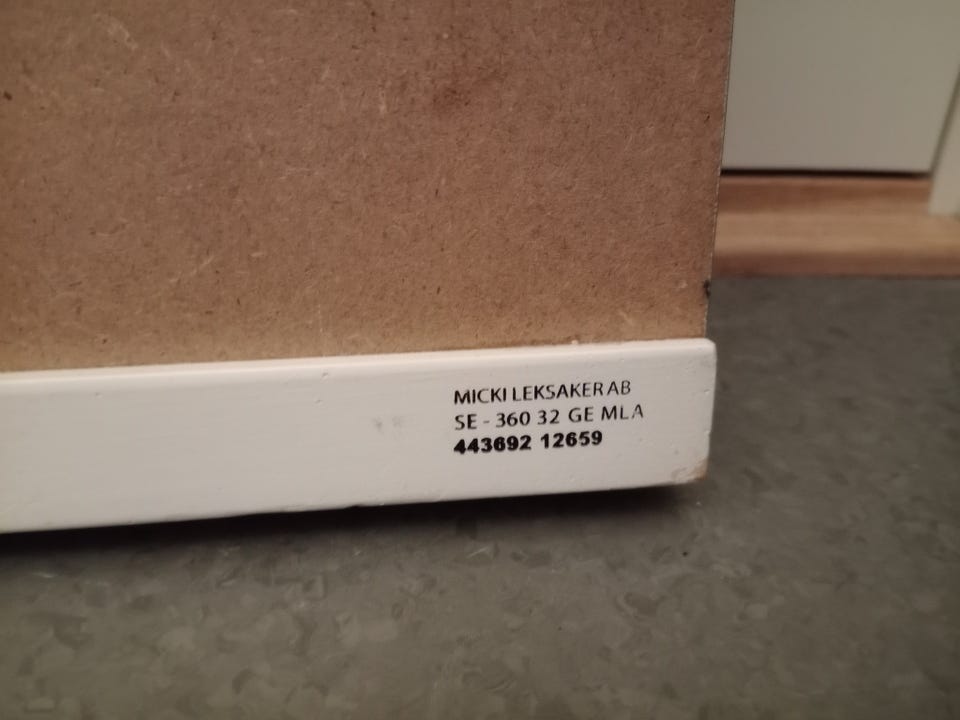 MICKI LEKSAKER AB
SE - 360 32 GE MLA
443692 12659